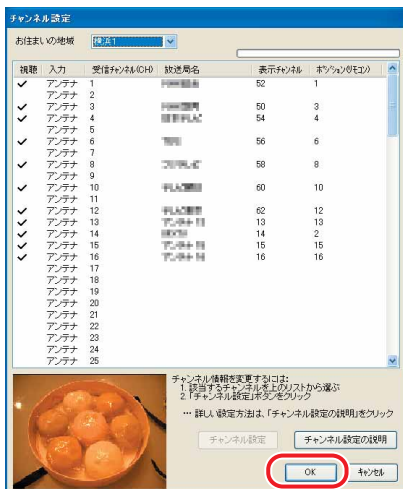 チャンネル設定
お住まいの地域 横浜1
視聴 入力 受信チャンネル(CH) 放送局名 表示チャンネル ポジション(リモコン)
✓ アンテナ 1 52 1
アンテナ 2
✓ アンテナ 3 50 3
✓ アンテナ 4 54 4
アンテナ 5
✓ アンテナ 6 56 6
アンテナ 7
✓ アンテナ 8 58 8
アンテナ 9
✓ アンテナ 10 60 10
アンテナ 11
✓ アンテナ 12 62 12
✓ アンテナ 13 13 13
✓ アンテナ 14 14 2
✓ アンテナ 15 15 15
✓ アンテナ 16 16 16
アンテナ 17
アンテナ 18
アンテナ 19
アンテナ 20
アンテナ 21
アンテナ 22
アンテナ 23
アンテナ 24
アンテナ 25
チャンネル情報を変更するには:
1. 該当するチャンネルを上のリストから選ぶ
2. 「チャンネル設定」ボタンをクリック
… 詳しい設定方法は、「チャンネル設定の説明」をクリック
チャンネル設定 チャンネル設定の説明
OK キャンセル